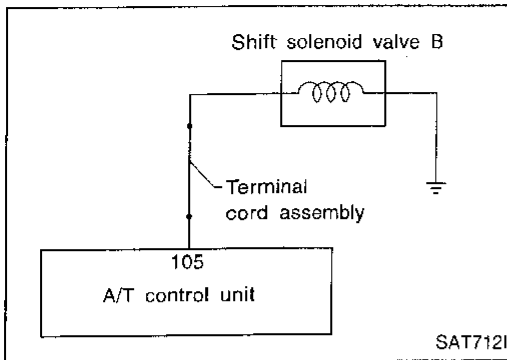 Shift solenoid valve B
Terminal
cord assembly
105
A/T control unit
SAT712I